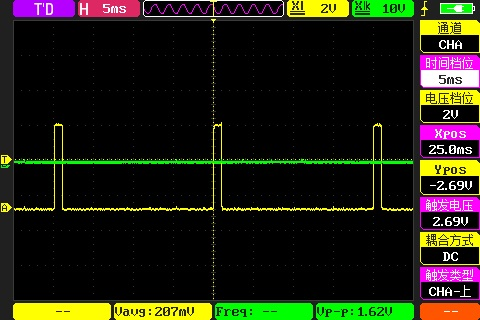 T'D
H 5ms
X1 2V
X1k 10V
通道
CHA
时间档位
5ms
电压档位
2V
Xpos
25.0ms
Ypos
-2.69V
触发电压
2.69V
耦合方式
DC
触发类型
CHA-上
T
A
--
Vavg:207mV
Freq: --
Vp-p:1.62V
--